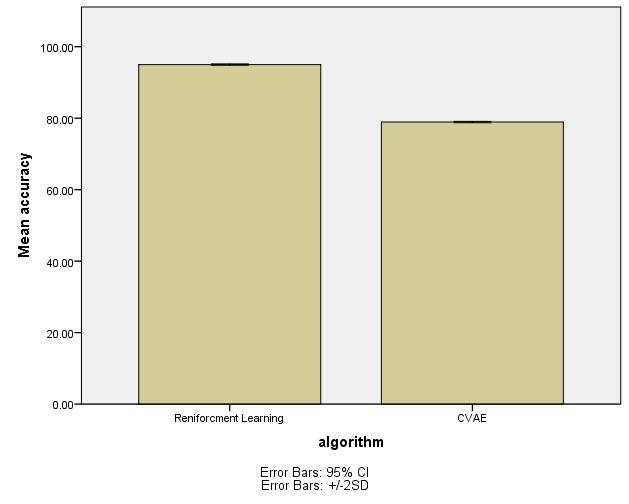 100.00
80.00
60.00
40.00
20.00
0.00
Mean accuracy
Reniforcment Learning
CVAE
algorithm
Error Bars: 95% CI
Error Bars: +/-2SD